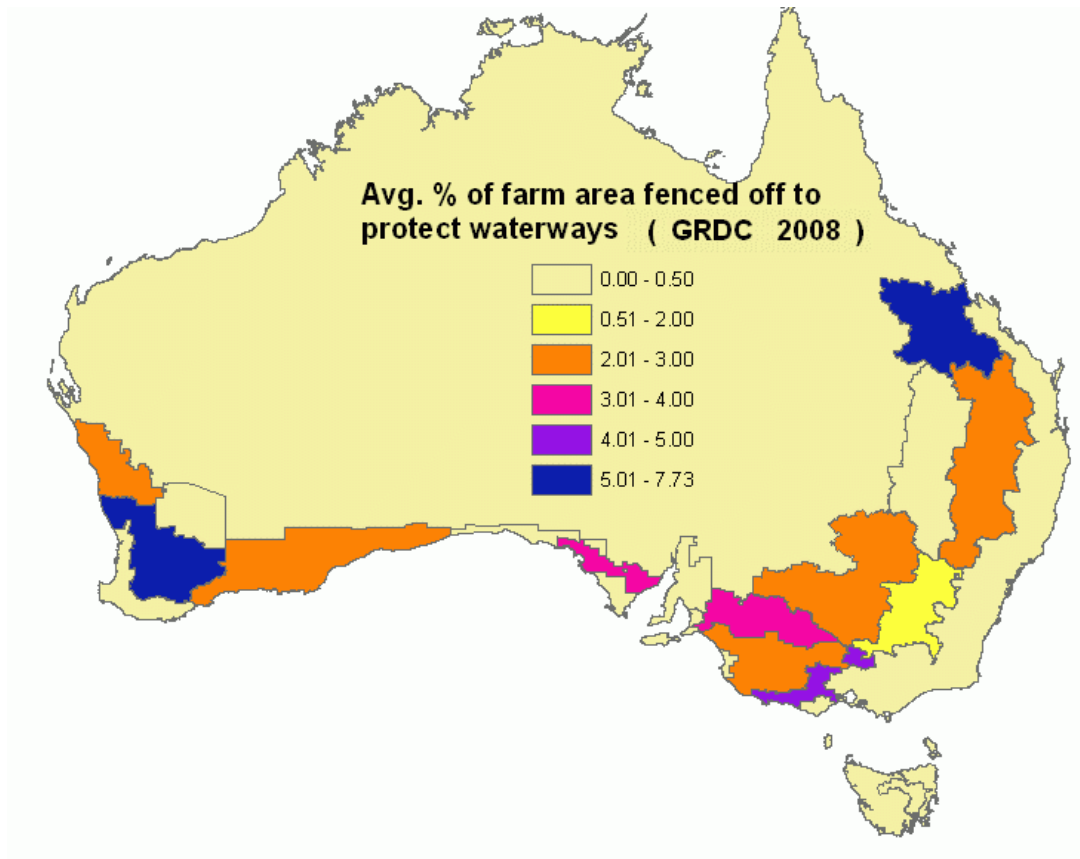 Avg. % of farm area fenced off to
protect waterways ( GRDC 2008 )
0.00 - 0.50
0.51 - 2.00
2.01 - 3.00
3.01 - 4.00
4.01 - 5.00
5.01 - 7.73